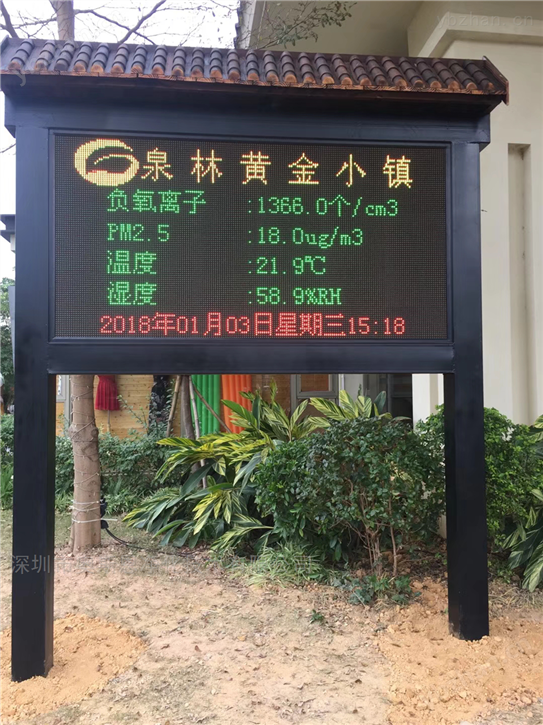 泉林黄金小镇
负氧离子 :1366.0个/cm3
PM2.5 :18.0ug/m3
温度 :21.9℃
湿度 :58.9%RH
2018年01月03日星期三15:18